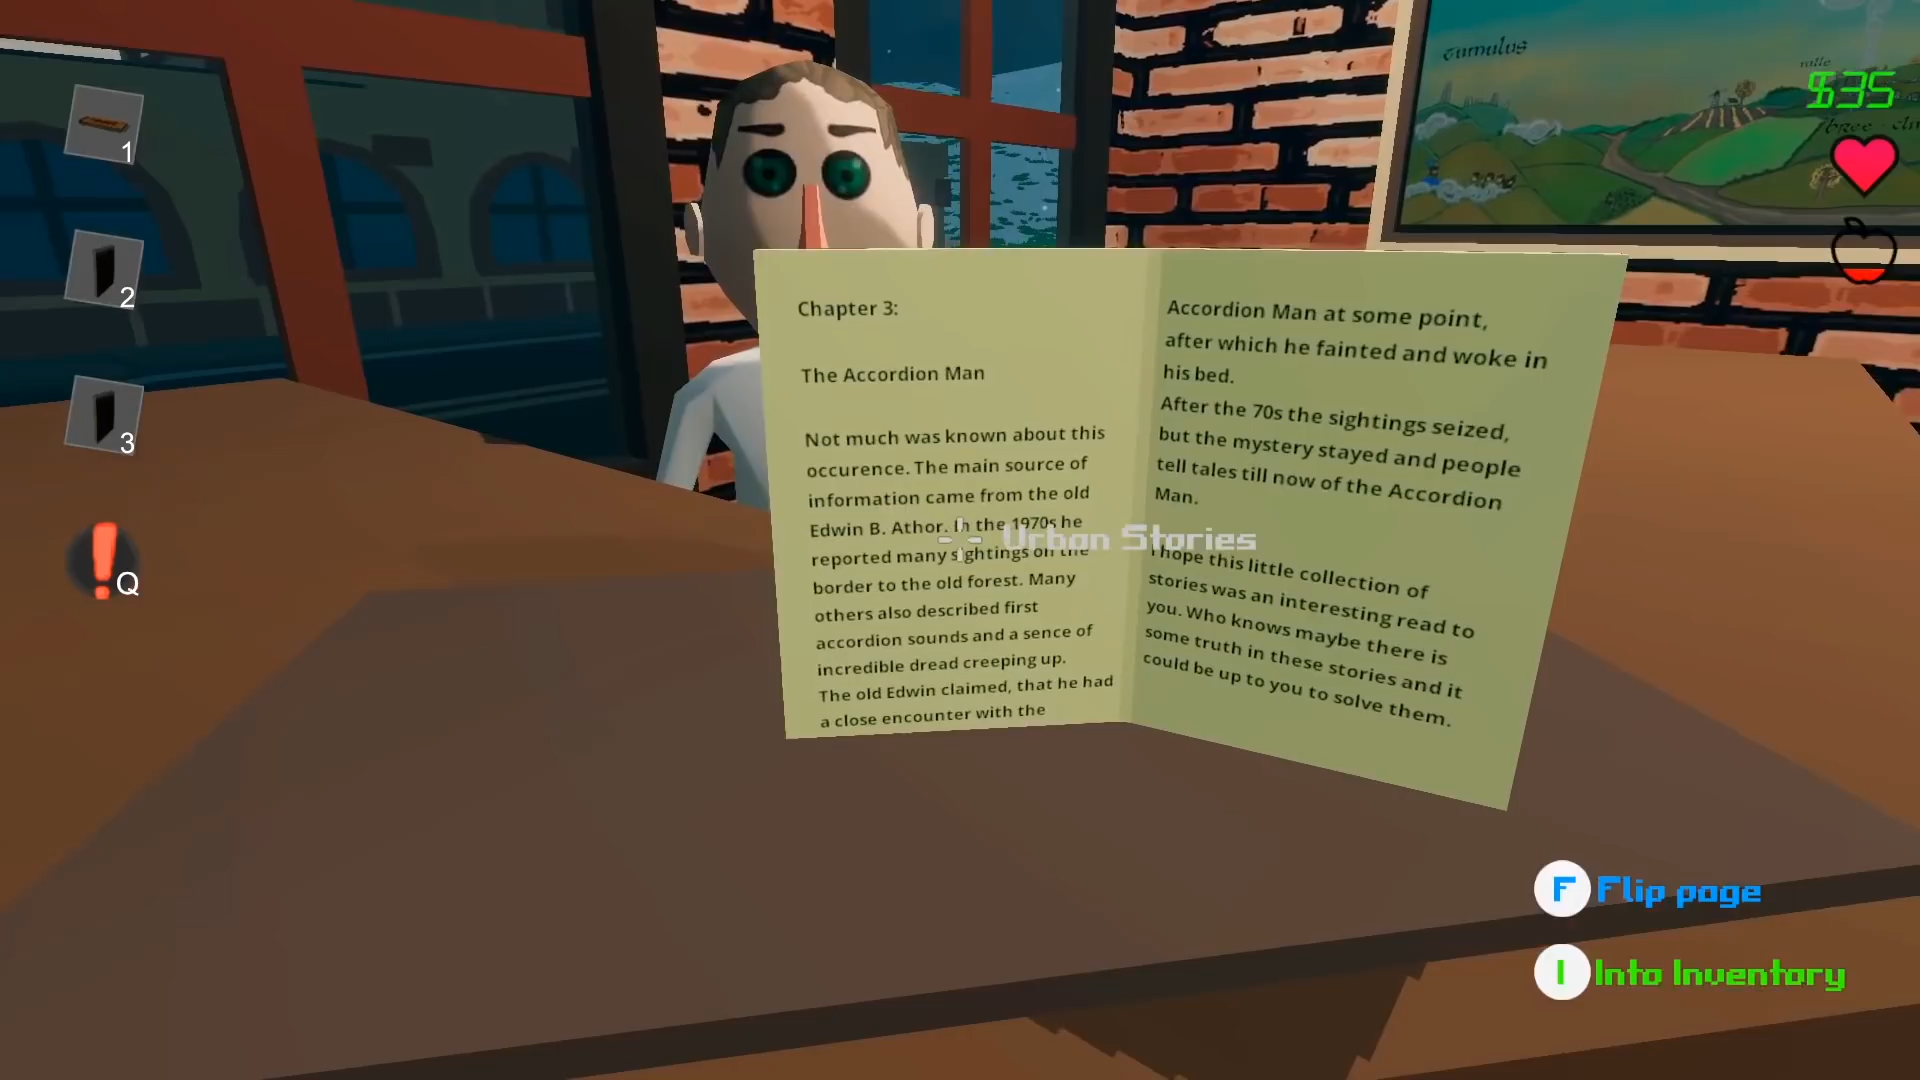 Chapter 3:
The Accordion Man
Not much was known about this
occurence. The main source of
information came from the old
Edwin B. Athor. In the 1970s he
reported many sightings on the
border to the old forest. Many
others also described first
accordion sounds and a sence of
incredible dread creeping up.
The old Edwin claimed, that he had
a close encounter with the
Accordion Man at some point,
after which he fainted and woke in
his bed.
After the 70s the sightings seized,
but the mystery stayed and people
tell tales till now of the Accordion
Man.
I hope this little collection of
stories was an interesting read to
you. Who knows maybe there is
some truth in these stories and it
could be up to you to solve them.
Urban Stories
1
2
3
Q
Tumulus
$35
F Flip page
I Into Inventory